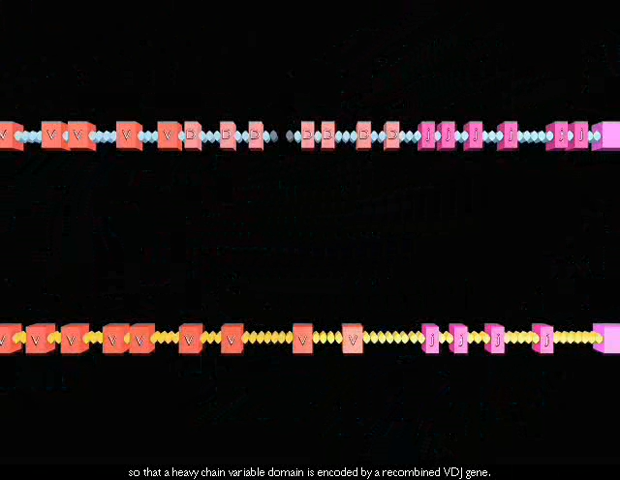 V V V V V D D D D D D D j j j j j j
V V V V V V V V V j j j j
so that a heavy chain variable domain is encoded by a recombined VDJ gene.